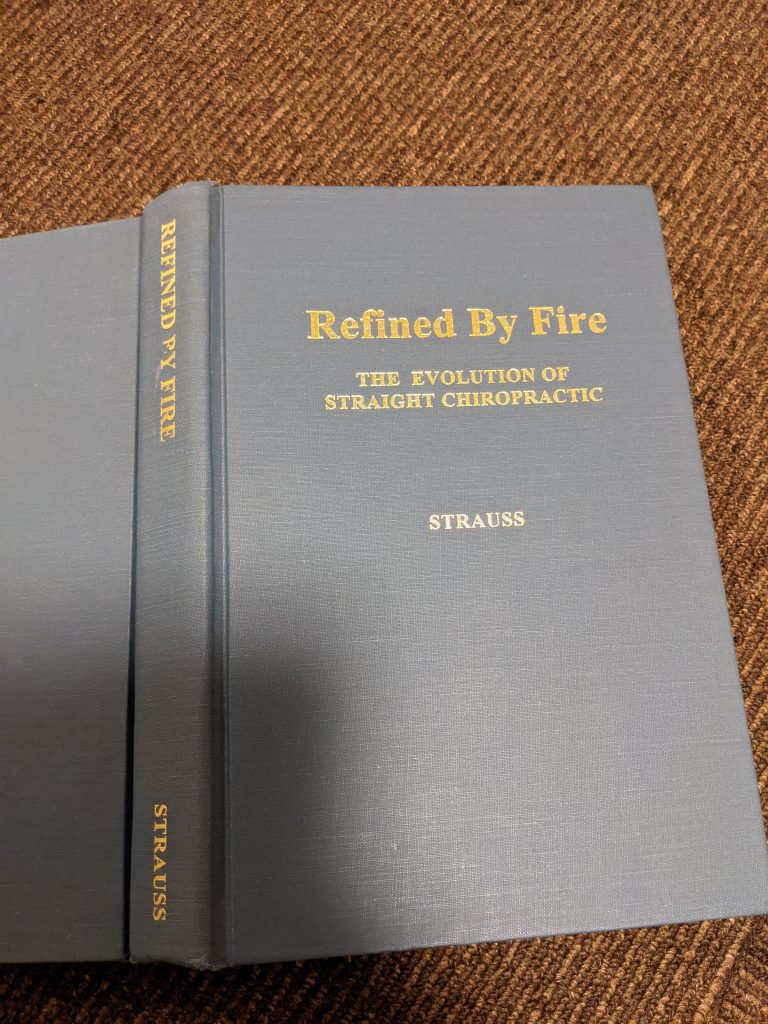 REFINED BY FIRE
STRAUSS
Refined By Fire
THE EVOLUTION OF
STRAIGHT CHIROPRACTIC
STRAUSS